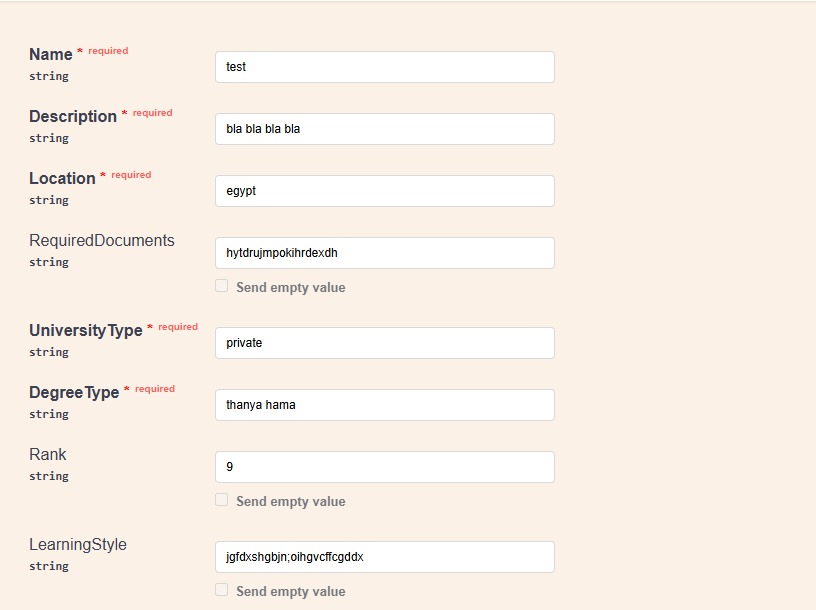 Name * required
string
test
Description * required
string
bla bla bla bla
Location * required
string
egypt
RequiredDocuments
string
hytdrujmpokihrdexdh
Send empty value
UniversityType * required
string
private
DegreeType * required
string
thanya hama
Rank
string
9
Send empty value
LearningStyle
string
jgfdxshgbjn;oihgvcffcgddx
Send empty value